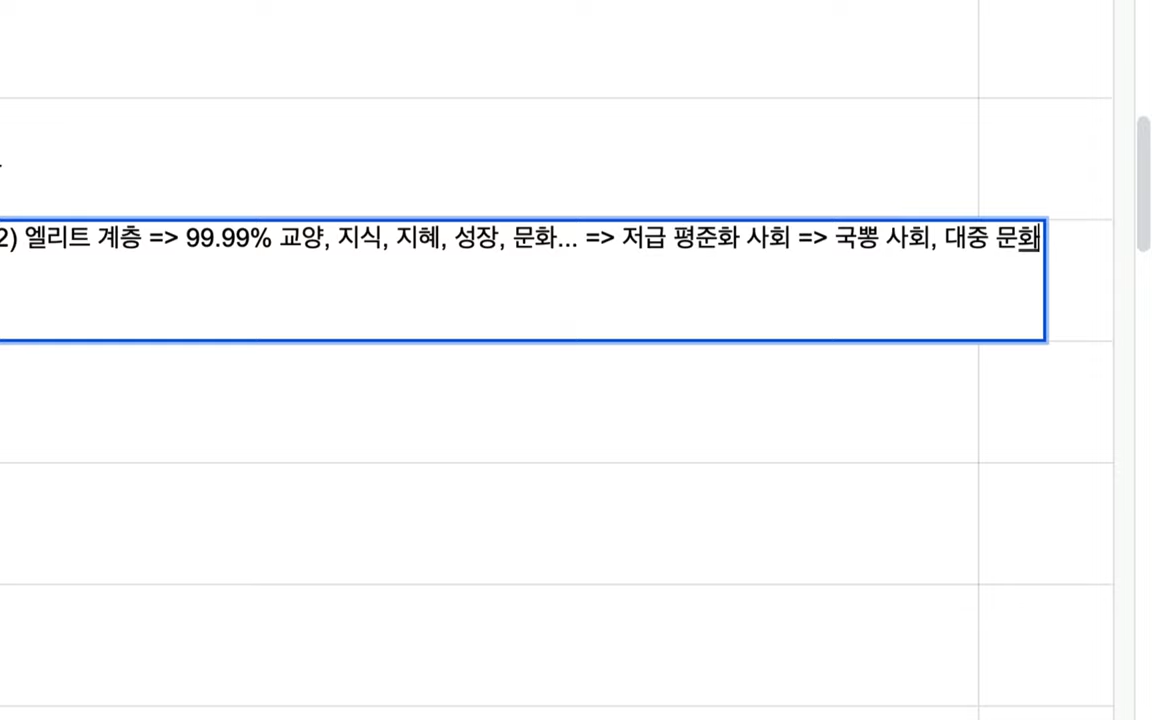 2) 엘리트 계층 => 99.99% 교양, 지식, 지혜, 성장, 문화... => 저급 평준화 사회 => 국뽕 사회, 대중 문화